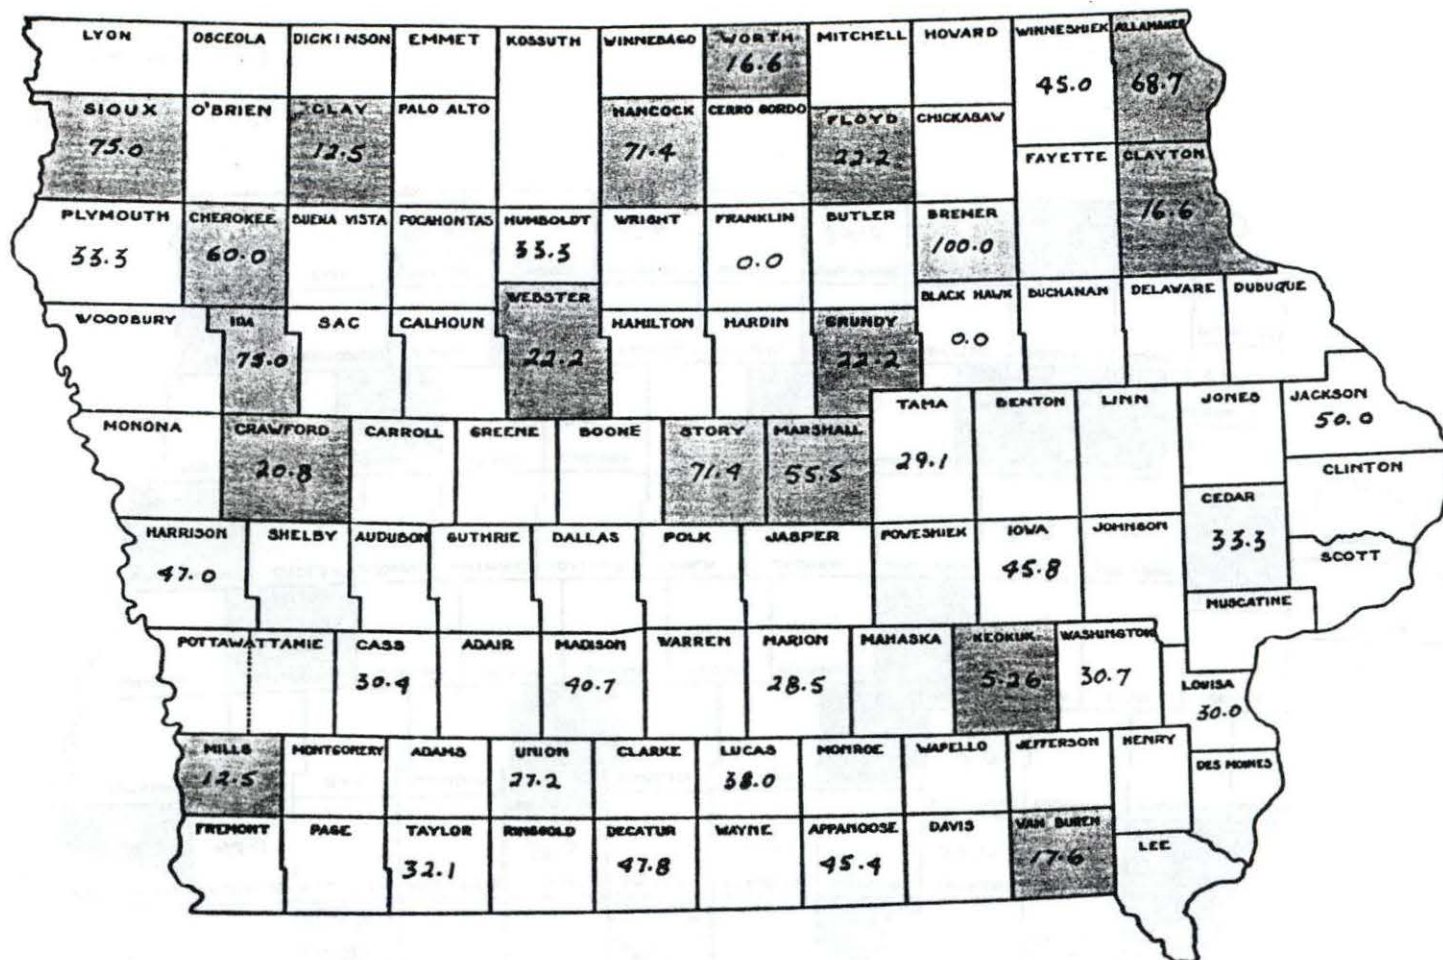 LYON
OSCEOLA
DICKINSON
EMMET
KOSSUTH
WINNEBAGO
WORTH
16.6
MITCHELL
HOWARD
WINNESHIEK
45.0
ALLAMAKEE
68.7
SIOUX
75.0
O'BRIEN
CLAY
12.5
PALO ALTO
HANCOCK
71.4
CERRO GORDO
FLOYD
22.2
CHICKASAW
FAYETTE
CLAYTON
16.6
PLYMOUTH
33.3
CHEROKEE
60.0
BUENA VISTA
POCAHONTAS
HUMBOLDT
33.3
WRIGHT
FRANKLIN
0.0
BUTLER
BREMER
100.0
WOODBURY
IDA
75.0
SAC
CALHOUN
WEBSTER
22.2
HAMILTON
HARDIN
GRUNDY
22.2
BLACK HAWK
0.0
BUCHANAN
DELAWARE
DUBUQUE
MONONA
CRAWFORD
20.8
CARROLL
GREENE
BOONE
STORY
71.4
MARSHALL
55.5
TAMA
29.1
BENTON
LINN
JONES
JACKSON
50.0
CLINTON
CEDAR
33.3
SCOTT
HARRISON
47.0
SHELBY
AUDUBON
GUTHRIE
DALLAS
POLK
JASPER
POWESHIEK
IOWA
45.8
JOHNSON
MUSCATINE
POTTAWATTAMIE
CASS
30.4
ADAIR
MADISON
40.7
WARREN
MARION
28.5
MAHASKA
KEOKUK
5.26
WASHINGTON
30.7
LOUISA
30.0
MILLS
12.5
MONTGOMERY
ADAMS
UNION
27.2
CLARKE
LUCAS
38.0
MONROE
WAPELLO
JEFFERSON
HENRY
DES MOINES
FREMONT
PAGE
TAYLOR
32.1
RINGGOLD
DECATUR
47.8
WAYNE
APPANOOSE
45.4
DAVIS
VAN BUREN
17.6
LEE